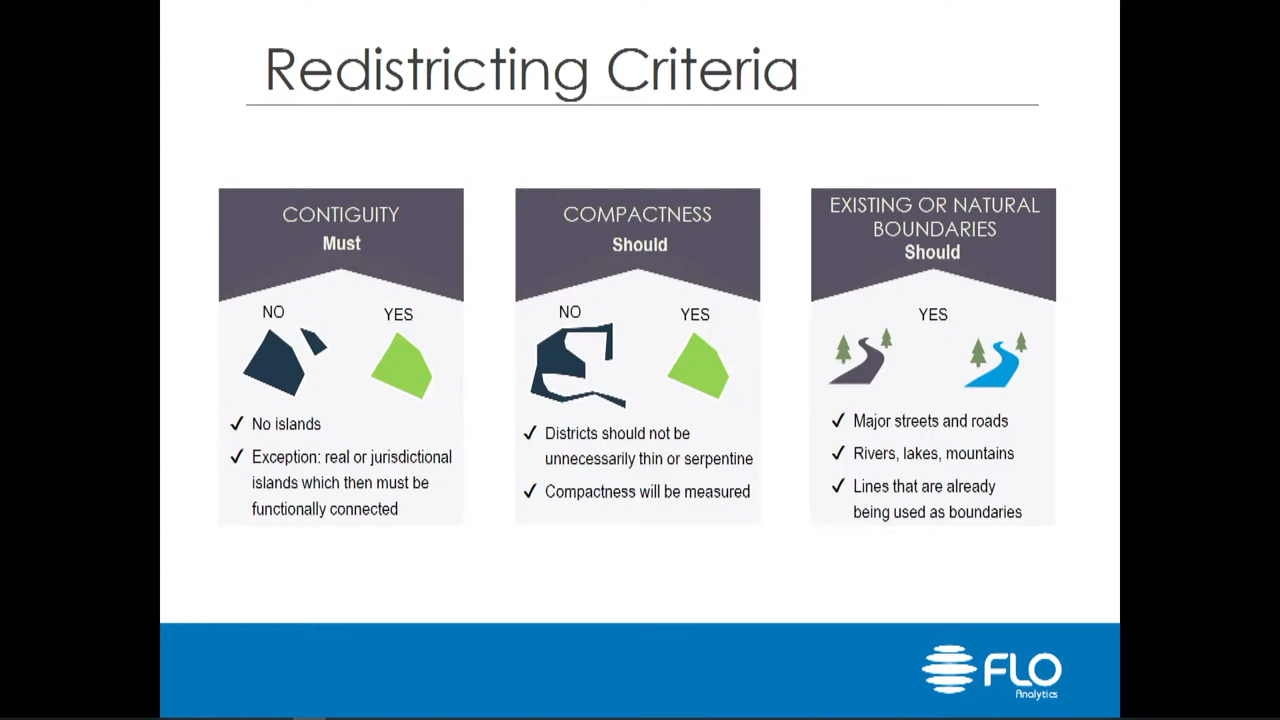 Redistricting Criteria
CONTIGUITY
Must
NO
YES
✓ No islands
✓ Exception: real or jurisdictional
islands which then must be
functionally connected
COMPACTNESS
Should
NO
YES
✓ Districts should not be
unnecessarily thin or serpentine
✓ Compactness will be measured
EXISTING OR NATURAL
BOUNDARIES
Should
YES
✓ Major streets and roads
✓ Rivers, lakes, mountains
✓ Lines that are already
being used as boundaries
FLO
Analytics